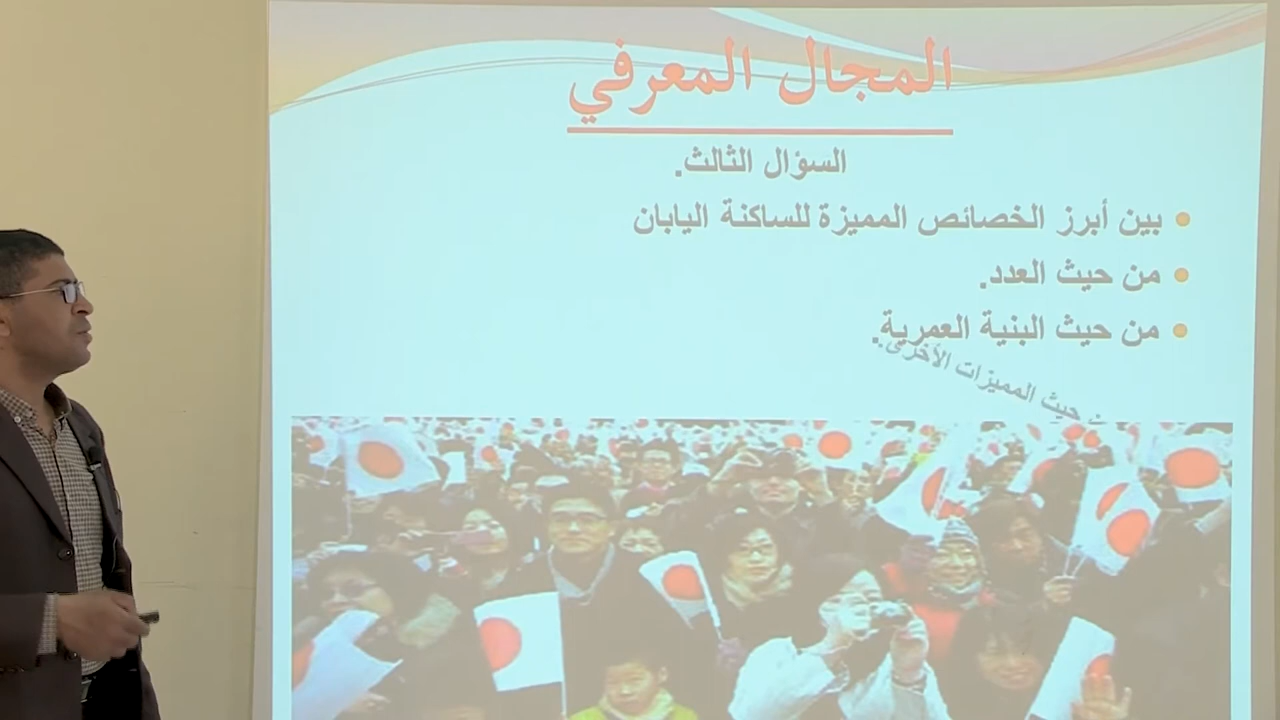 المجال المعرفي
السؤال الثالث.
بين أبرز الخصائص المميزة للساكنة اليابان
من حيث العدد.
من حيث البنية العمرية.
حيث المميزات الأخرى.